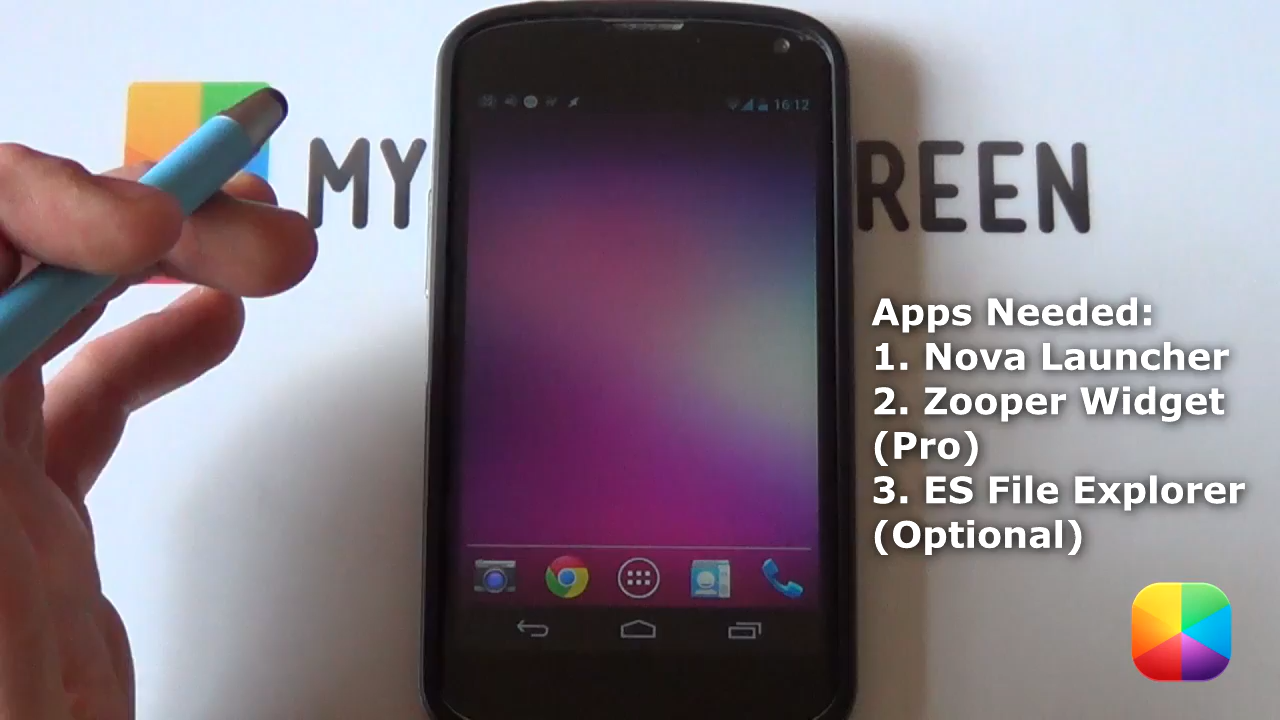 16:12
MY
REEN
Apps Needed:
1. Nova Launcher
2. Zooper Widget
(Pro)
3. ES File Explorer
(Optional)